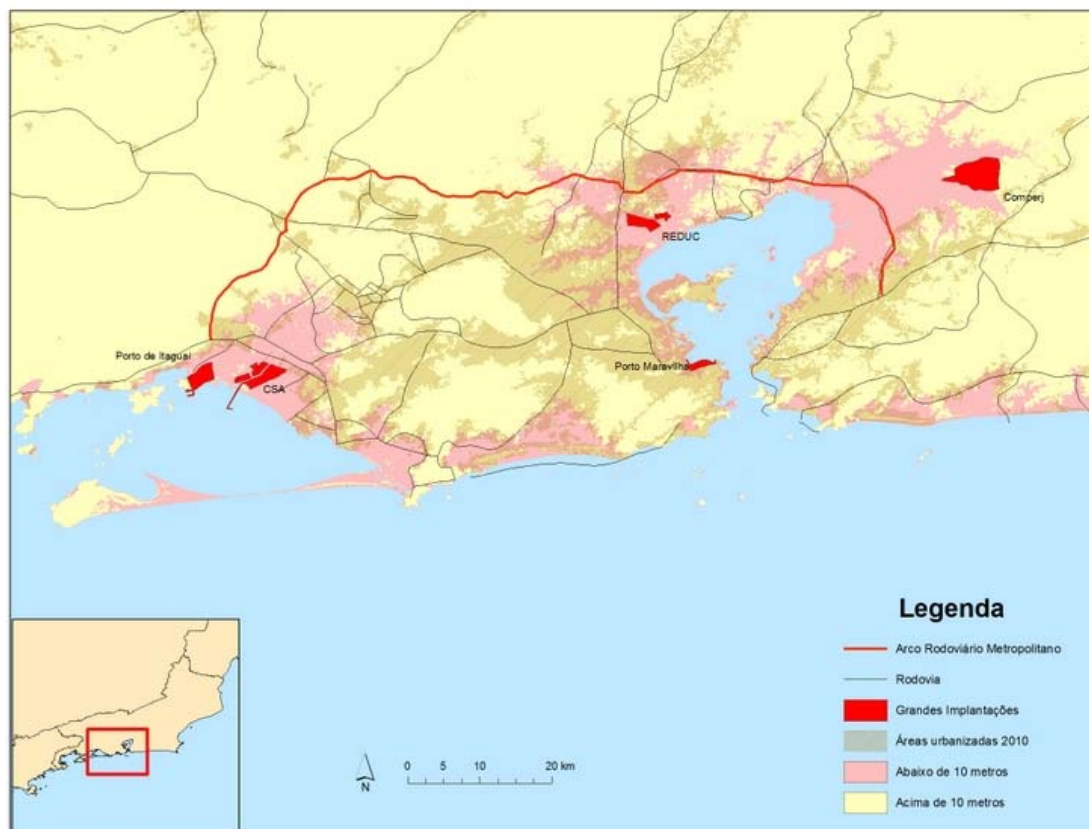 Comperj
REDUC
Porto de Itaguaí
CSA
Porto Maravilha
Legenda
Arco Rodoviário Metropolitano
Rodovia
Grandes Implantações
Áreas urbanizadas 2010
Abaixo de 10 metros
Acima de 10 metros
N
0 5 10 20 km